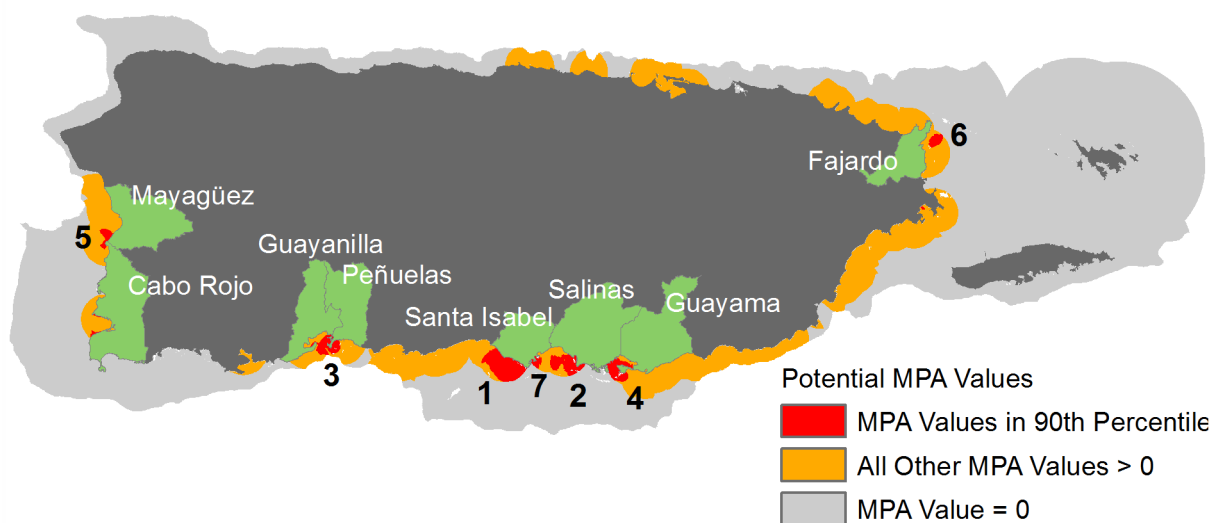 6
Fajardo
Mayagüez
5
Guayanilla
Peñuelas
Cabo Rojo
Salinas
Guayama
Santa Isabel
3
1
7
2
4
Potential MPA Values
MPA Values in 90th Percentile
All Other MPA Values > 0
MPA Value = 0